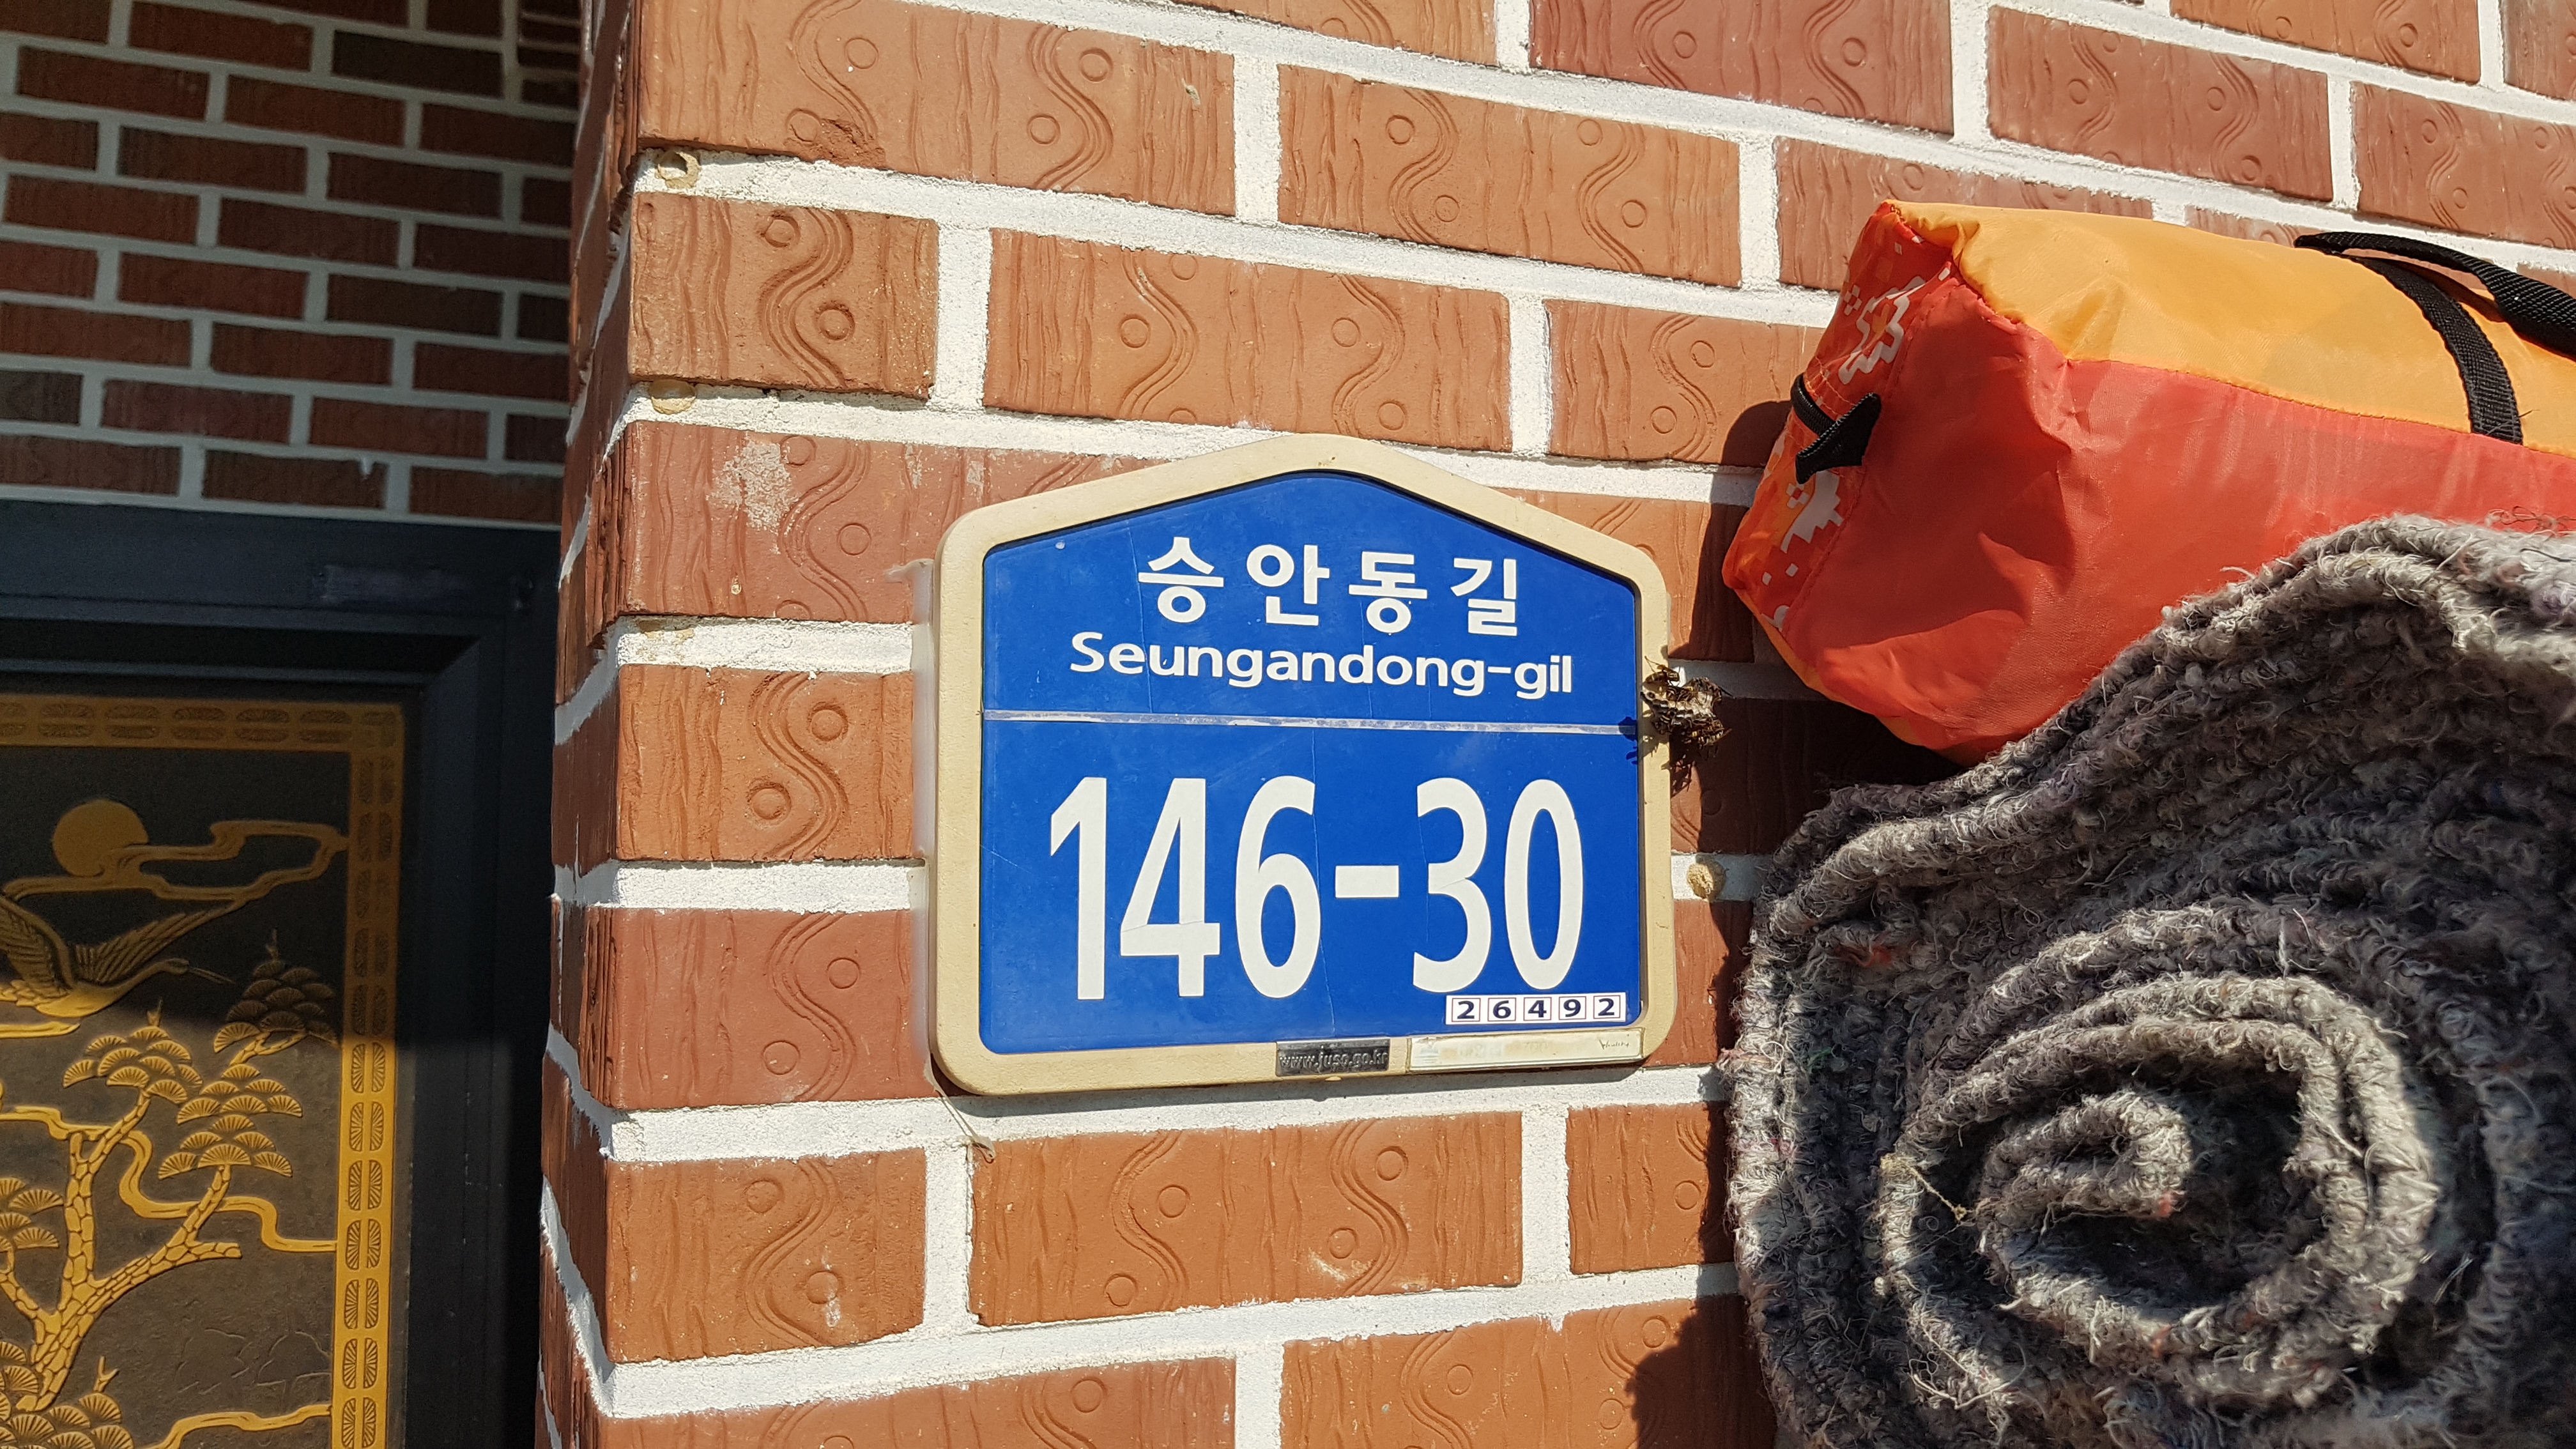 승안동길
Seungandong-gil
146-30
26492
www.juso.go.kr